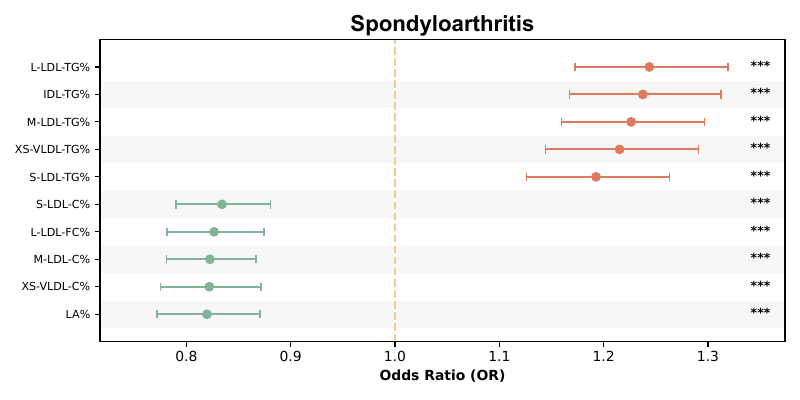 Spondyloarthritis
L-LDL-TG% ***
IDL-TG% ***
M-LDL-TG% ***
XS-VLDL-TG% ***
S-LDL-TG% ***
S-LDL-C% ***
L-LDL-FC% ***
M-LDL-C% ***
XS-VLDL-C% ***
LA% ***
0.8 0.9 1.0 1.1 1.2 1.3
Odds Ratio (OR)